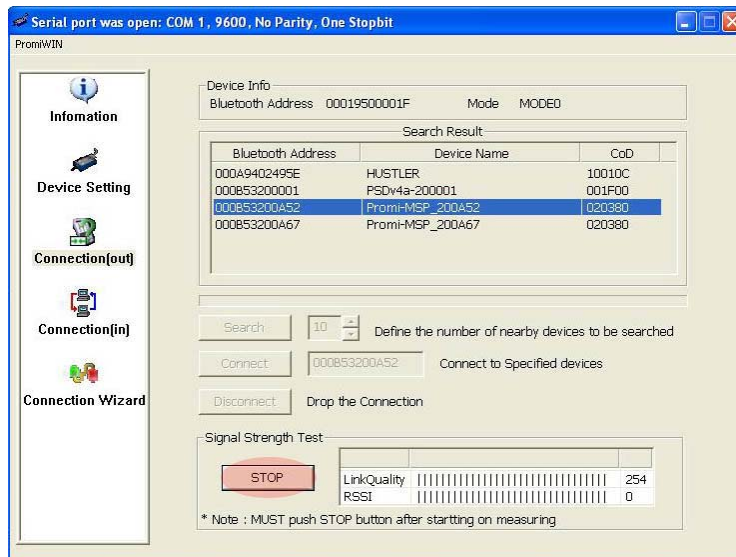 Serial port was open: COM 1, 9600, No Parity, One Stopbit
PromiWIN
Infomation
Device Setting
Connection(out)
Connection(in)
Connection Wizard
Device Info
Bluetooth Address 00019500001F Mode MODE0
Search Result
Bluetooth Address Device Name CoD
000A9402495E HUSTLER 10010C
000B53200001 PSDv4a-200001 001F00
000B53200A52 Promi-MSP_200A52 020380
000B53200A67 Promi-MSP_200A67 020380
Search 10 Define the number of nearby devices to be searched
Connect 000B53200A52 Connect to Specified devices
Disconnect Drop the Connection
Signal Strength Test
STOP
LinkQuality |||||||||||||||||||||||||||||| 254
RSSI |||||||||||||||||||||||||||||| 0
* Note : MUST push STOP button after startting on measuring